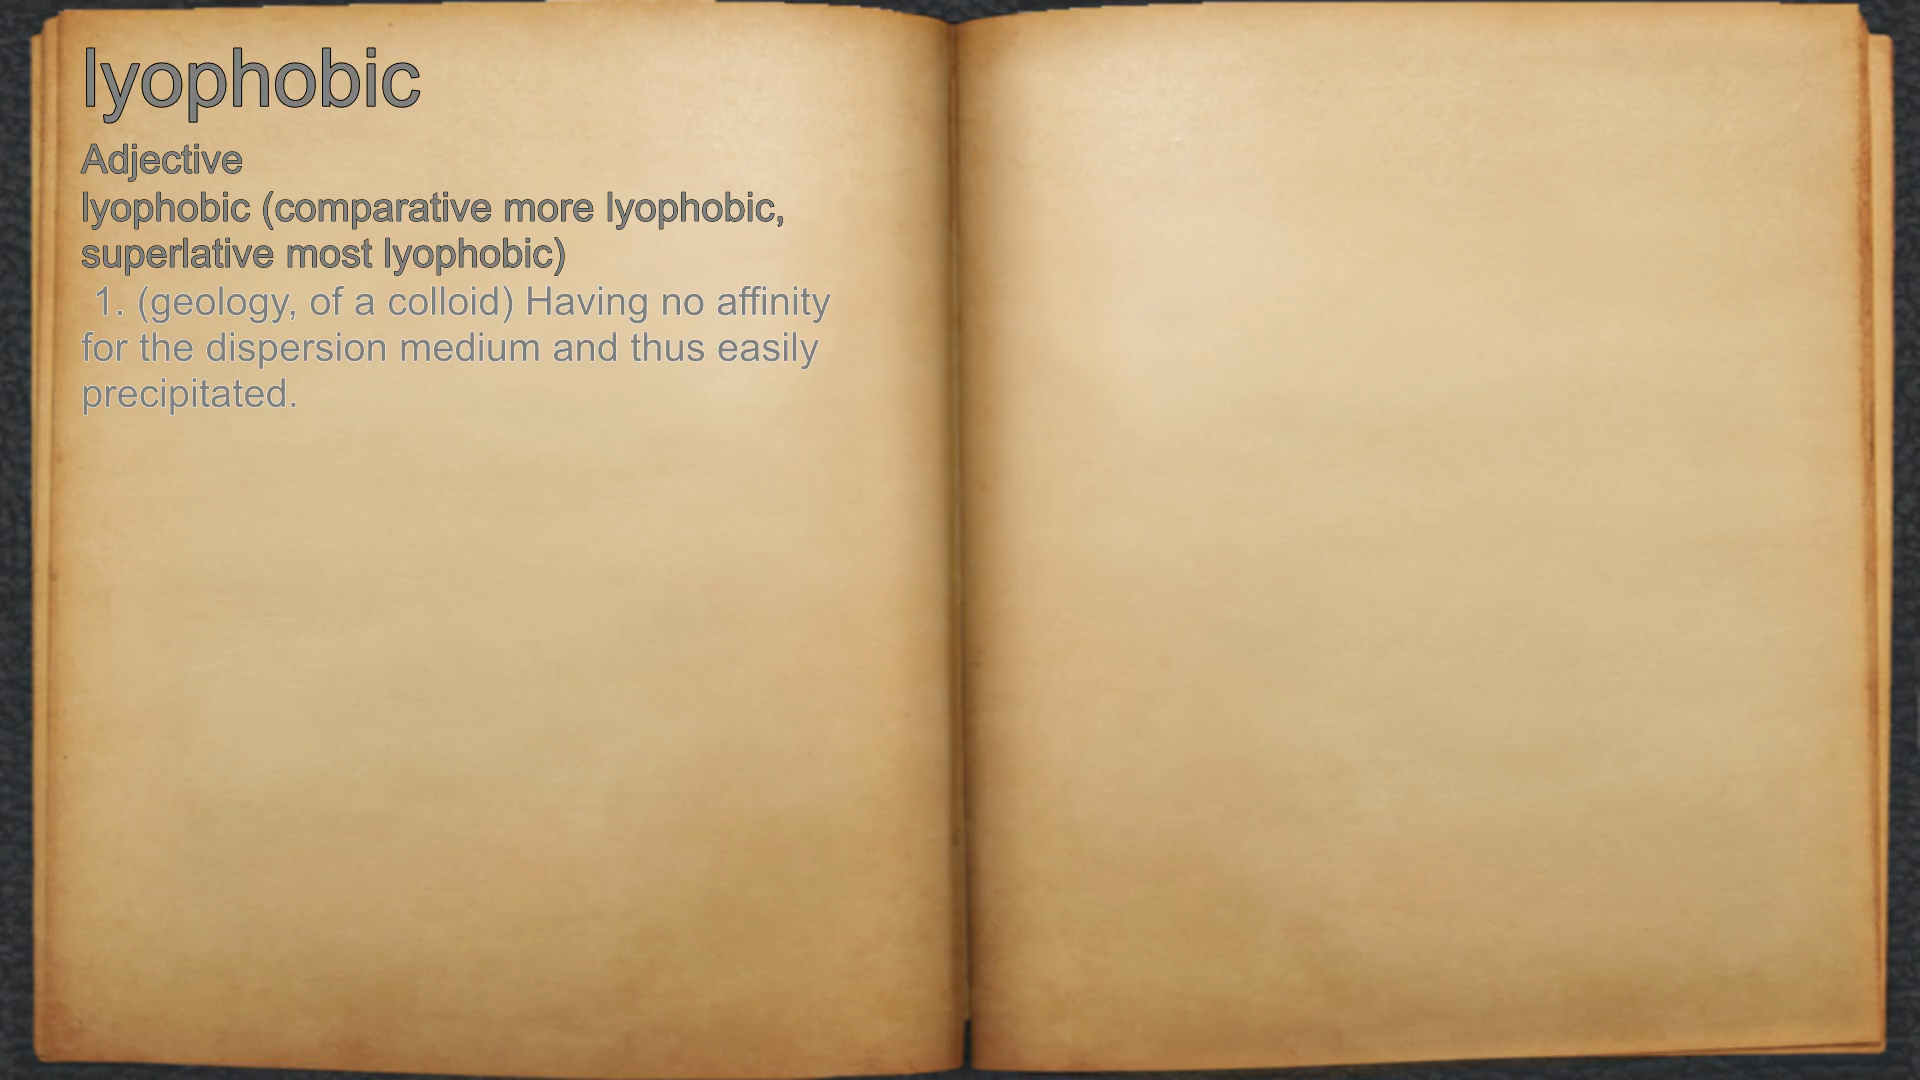 lyophobic
Adjective
lyophobic (comparative more lyophobic,
superlative most lyophobic)
1. (geology, of a colloid) Having no affinity
for the dispersion medium and thus easily
precipitated.